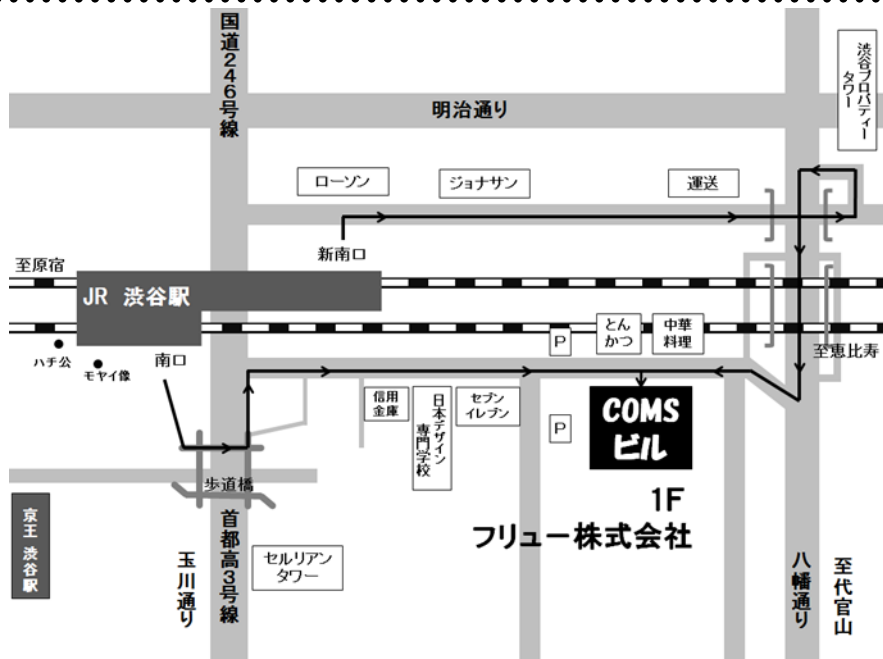 国道246号線
渋谷プロパティー
タワー
明治通り
ローソン
ジョナサン
運送
新南口
至原宿
JR 渋谷駅
ハチ公
モヤイ像
南口
P
とん
かつ
中華
料理
至恵比寿
信用
金庫
日本デザイン
専門学校
セブン
イレブン
P
COMS
ビル
1F
フリュー株式会社
歩道橋
京王 渋谷駅
玉川通り
首都高3号線
セルリアン
タワー
八幡通り
至代官山